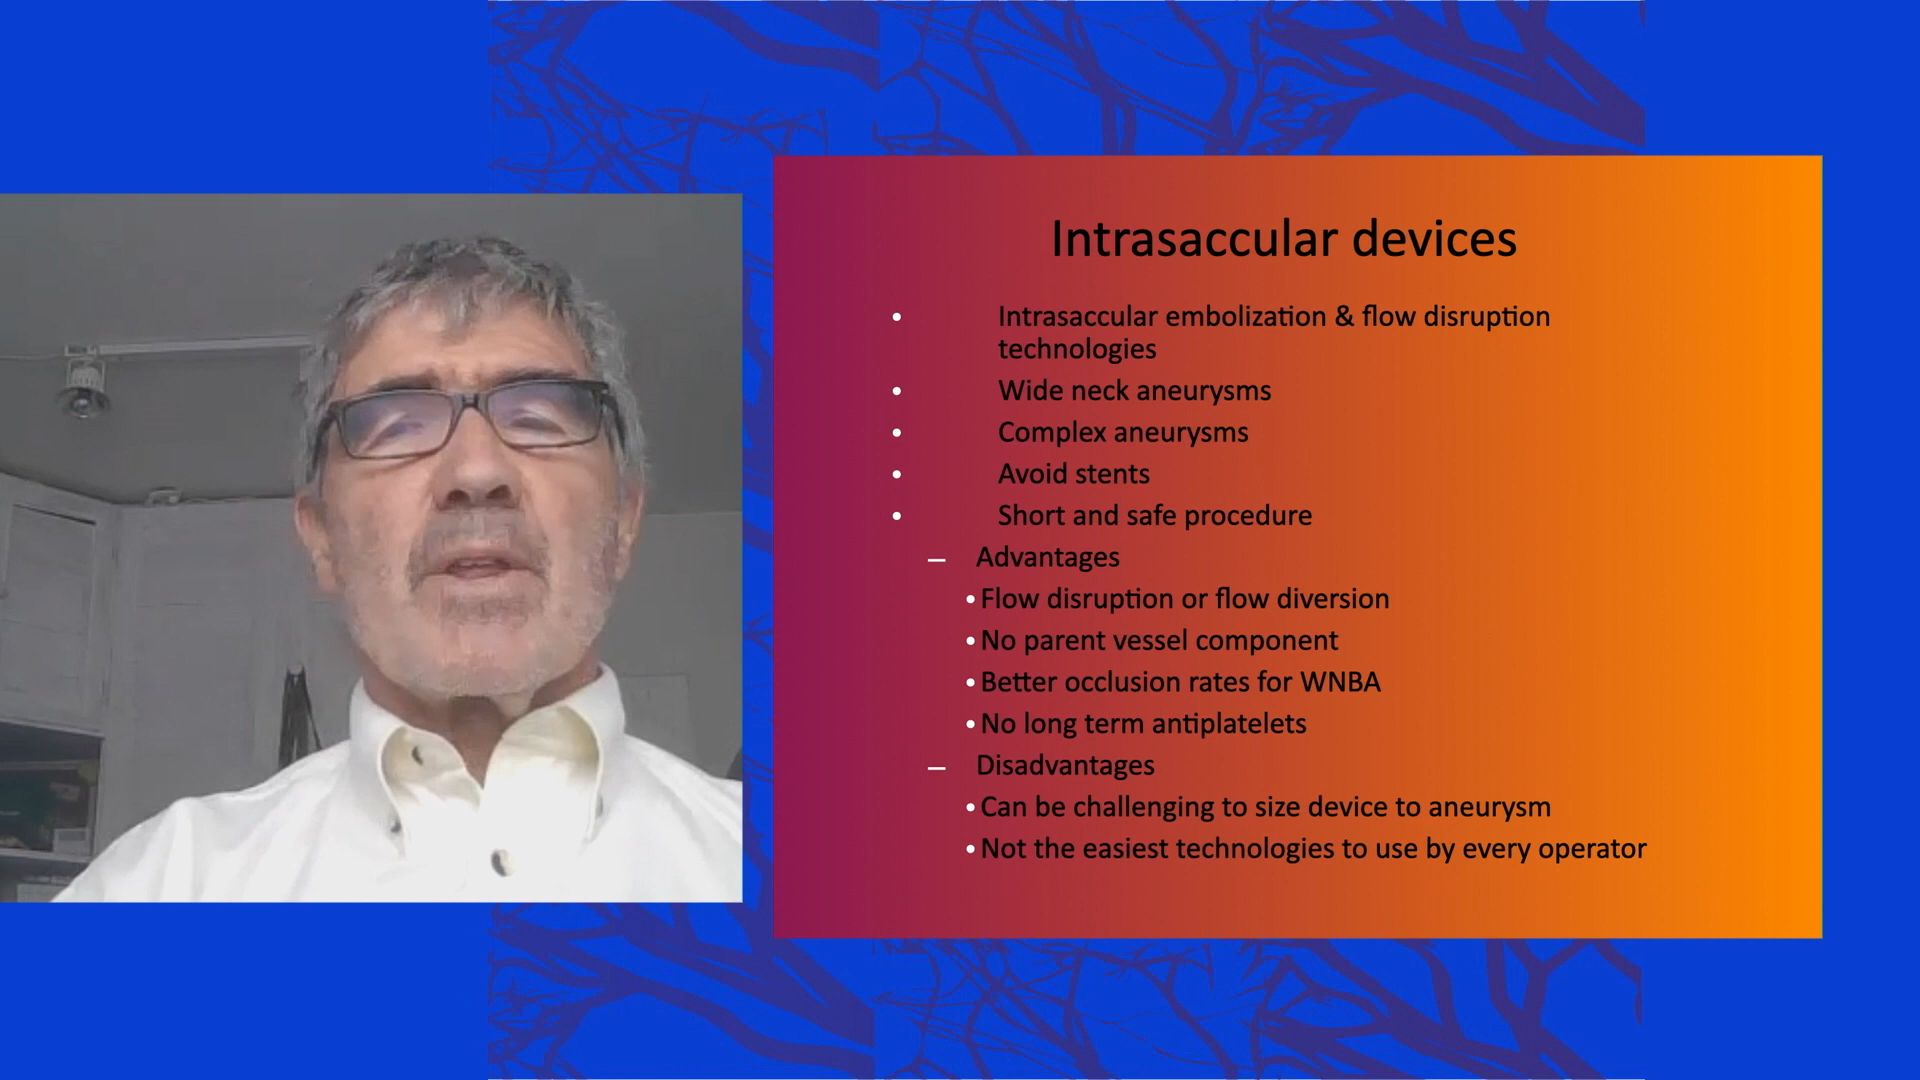 Intrasaccular devices
• Intrasaccular embolization & flow disruption
technologies
• Wide neck aneurysms
• Complex aneurysms
• Avoid stents
• Short and safe procedure
– Advantages
• Flow disruption or flow diversion
• No parent vessel component
• Better occlusion rates for WNBA
• No long term antiplatelets
– Disadvantages
• Can be challenging to size device to aneurysm
• Not the easiest technologies to use by every operator